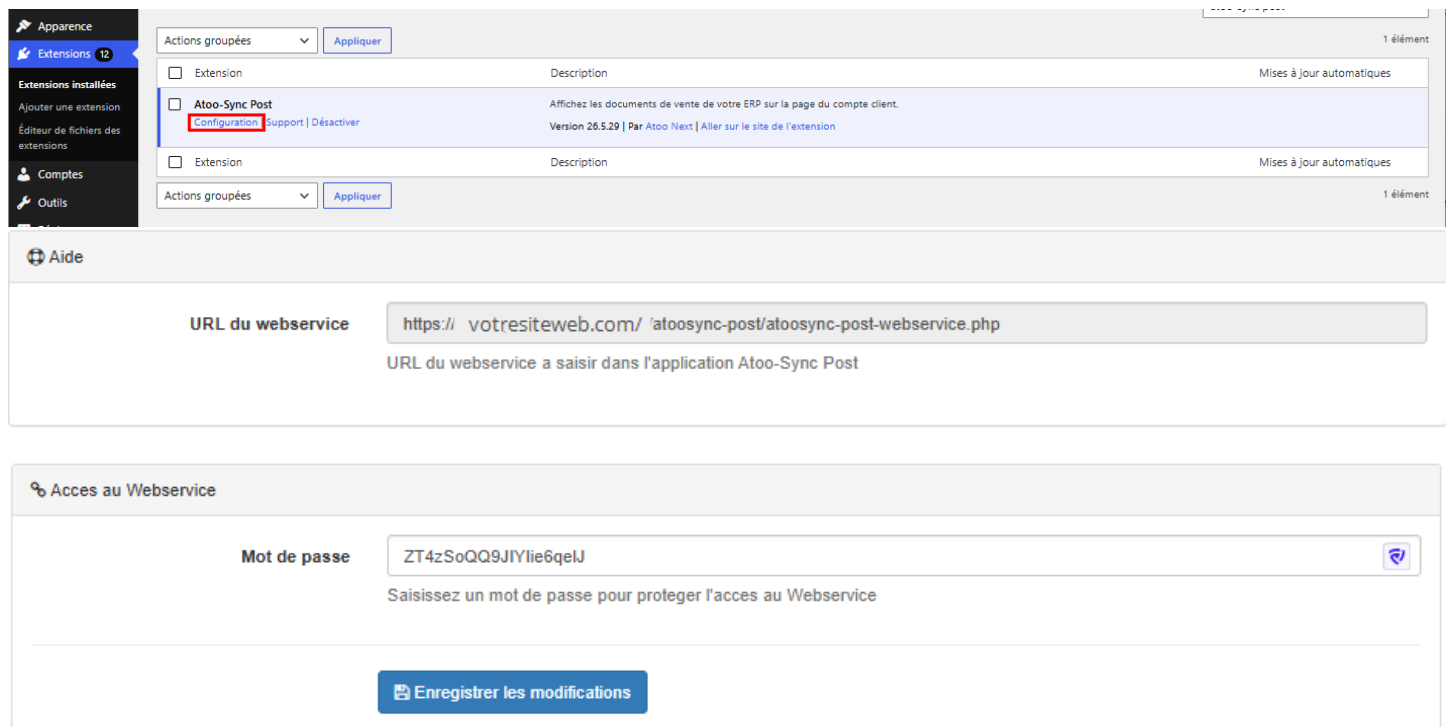 Apparence
Extensions 12
Extensions installées
Ajouter une extension
Éditeur de fichiers des
extensions
Comptes
Outils
Actions groupées Appliquer 1 élément
Extension Description Mises à jour automatiques
Atoo-Sync Post Affichez les documents de vente de votre ERP sur la page du compte client.
Configuration | Support | Désactiver Version 26.5.29 | Par Atoo Next | Aller sur le site de l'extension
Extension Description Mises à jour automatiques
Actions groupées Appliquer 1 élément
Aide
URL du webservice https:// votresiteweb.com/ /atoosync-post/atoosync-post-webservice.php
URL du webservice a saisir dans l'application Atoo-Sync Post
Acces au Webservice
Mot de passe ZT4zSoQQ9JIYlie6qelJ
Saisissez un mot de passe pour proteger l'acces au Webservice
Enregistrer les modifications